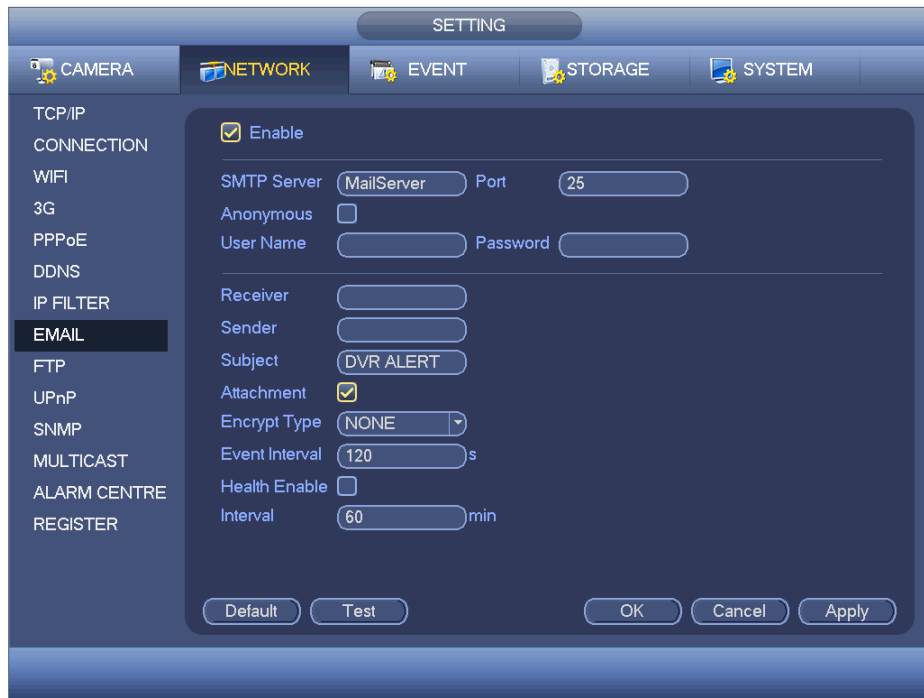 SETTING
CAMERA NETWORK EVENT STORAGE SYSTEM
TCP/IP
CONNECTION
WIFI
3G
PPPoE
DDNS
IP FILTER
EMAIL
FTP
UPnP
SNMP
MULTICAST
ALARM CENTRE
REGISTER
Enable
SMTP Server MailServer Port 25
Anonymous
User Name Password
Receiver
Sender
Subject DVR ALERT
Attachment
Encrypt Type NONE
Event Interval 120 s
Health Enable
Interval 60 min
Default Test OK Cancel Apply